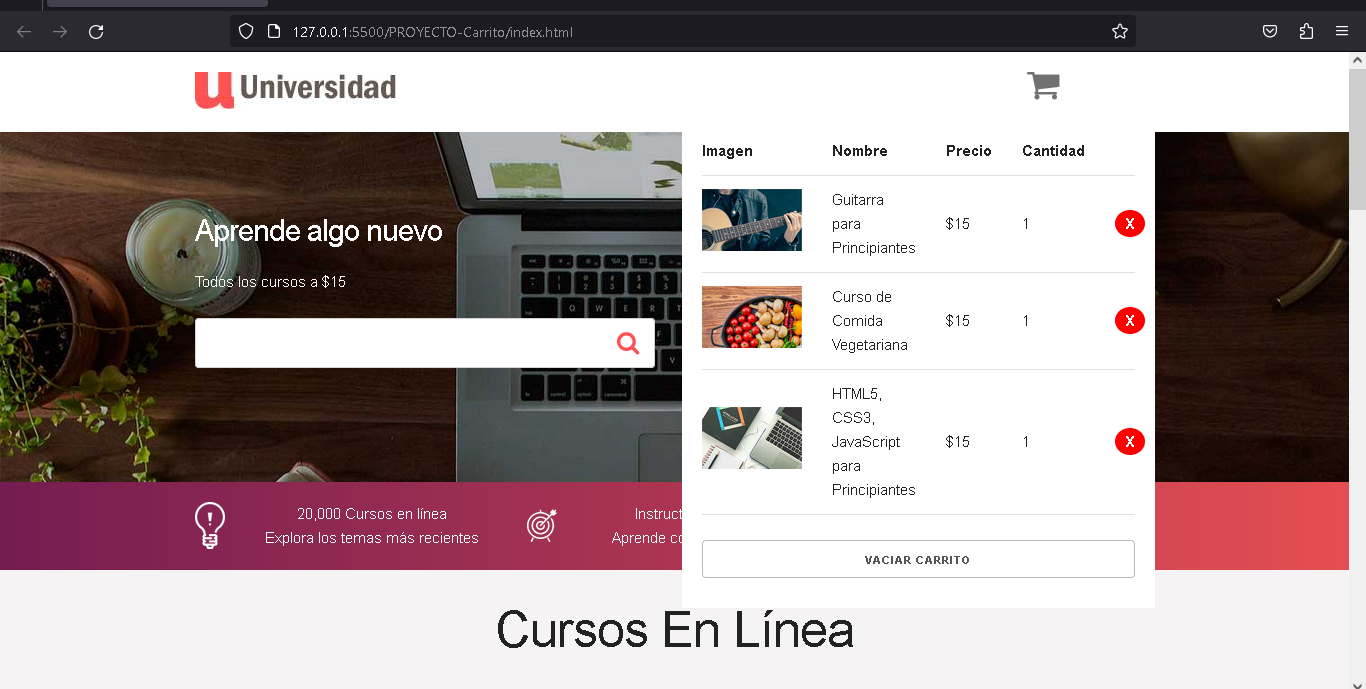 127.0.0.1:5500/PROYECTO-Carrito/index.html
u Universidad
Imagen Nombre Precio Cantidad
Guitarra
para
Principiantes
$15 1 X
Curso de
Comida
Vegetariana
$15 1 X
HTML5,
CSS3,
JavaScript
para
Principiantes
$15 1 X
VACIAR CARRITO
Aprende algo nuevo
Todos los cursos a $15
20,000 Cursos en línea
Explora los temas más recientes
Instruct
Aprende co
Cursos En Línea